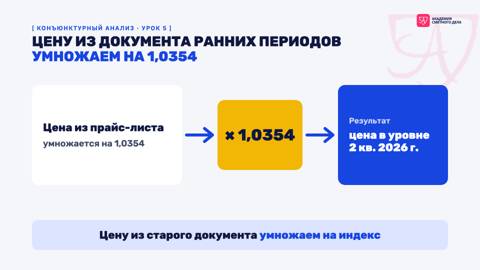 [ КОНЪЮНКТУРНЫЙ АНАЛИЗ · УРОК 5 ]
АКАДЕМИЯ
СМЕТНОГО ДЕЛА
ЦЕНУ ИЗ ДОКУМЕНТА РАННИХ ПЕРИОДОВ
УМНОЖАЕМ НА 1,0354
Цена из прайс-листа
умножается на 1,0354
× 1,0354
Результат
цена в уровне
2 кв. 2026 г.
Цену из старого документа умножаем на индекс